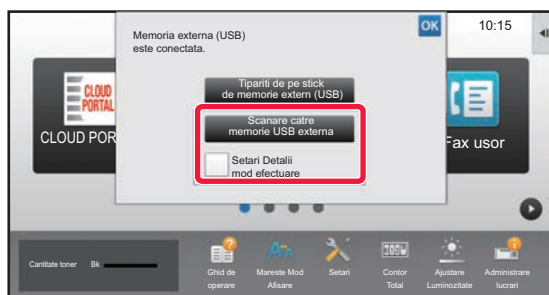 Memoria externa (USB)
este conectata.
OK
10:15
Tipariti de pe stick
de memorie extern (USB)
Scanare catre
memorie USB externa
Setari Detalii
mod efectuare
CLOUD
PORTAL
CLOUD POR
Fax usor
Cantitate toner Bk
Ghid de
operare
Mareste Mod
Afisare
Setari
Contor
Total
Ajustare
Luminozitate
Administrare
lucrari